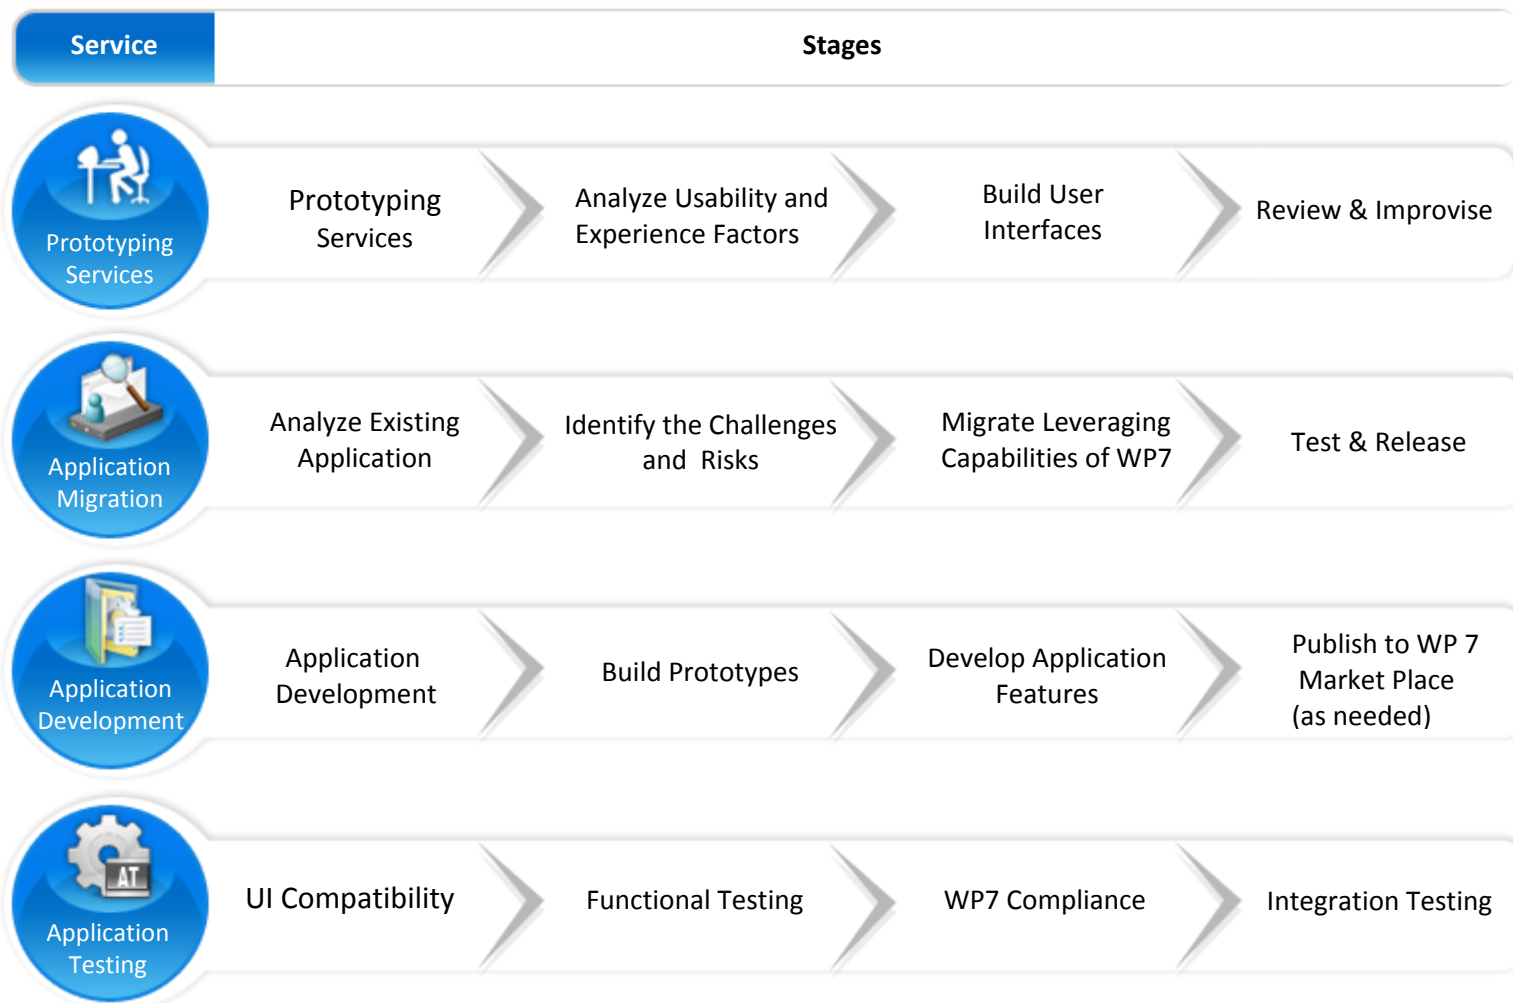 Service
Stages
Prototyping
Services
Prototyping
Services
Analyze Usability and
Experience Factors
Build User
Interfaces
Review & Improvise
Application
Migration
Analyze Existing
Application
Identify the Challenges
and  Risks
Migrate Leveraging
Capabilities of WP7
Test & Release
Application
Development
Application
Development
Build Prototypes
Develop Application
Features
Publish to WP 7
Market Place
(as needed)
AT
Application
Testing
UI Compatibility
Functional Testing
WP7 Compliance
Integration Testing